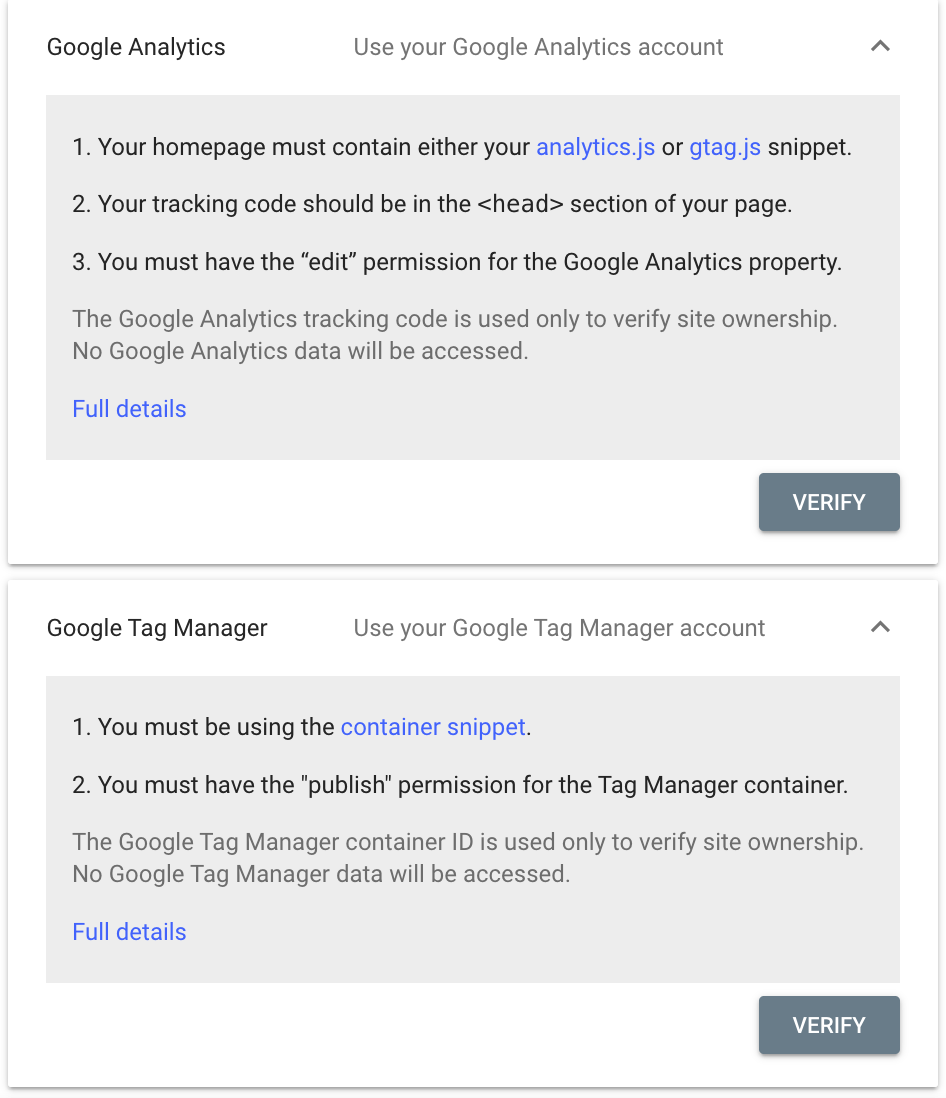 Google Analytics Use your Google Analytics account
1. Your homepage must contain either your analytics.js or gtag.js snippet.
2. Your tracking code should be in the <head> section of your page.
3. You must have the “edit” permission for the Google Analytics property.
The Google Analytics tracking code is used only to verify site ownership.
No Google Analytics data will be accessed.
Full details
VERIFY
Google Tag Manager Use your Google Tag Manager account
1. You must be using the container snippet.
2. You must have the "publish" permission for the Tag Manager container.
The Google Tag Manager container ID is used only to verify site ownership.
No Google Tag Manager data will be accessed.
Full details
VERIFY